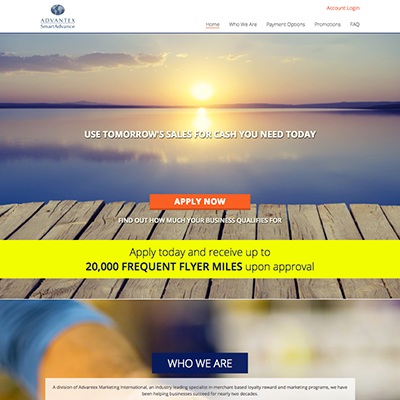 Account Login
ADVANTEX
SmartAdvance
Home Who We Are Payment Options Promotions FAQ
USE TOMORROW'S SALES FOR CASH YOU NEED TODAY
APPLY NOW
FIND OUT HOW MUCH YOUR BUSINESS QUALIFIES FOR
Apply today and receive up to
20,000 FREQUENT FLYER MILES upon approval
WHO WE ARE
A division of Advantex Marketing International, an industry leading specialist in merchant based loyalty reward and marketing programs, we have
been helping businesses succeed for nearly two decades.